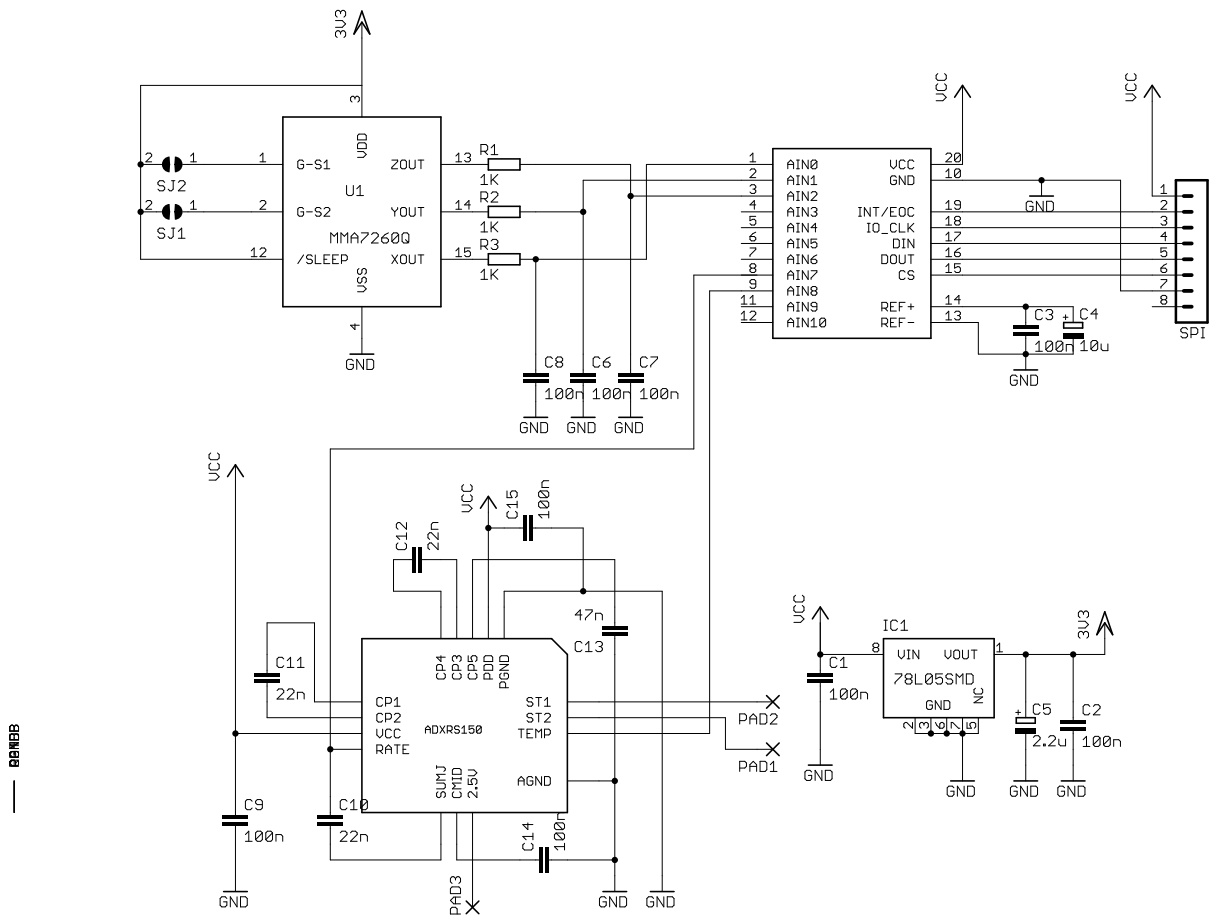 3V3
3
VDD
2 1 1 G-S1 ZOUT 13 R1
SJ2 U1 1K
2 1 2 G-S2 YOUT 14 R2
SJ1 MMA7260Q 1K
12 /SLEEP XOUT 15 R3
VSS 1K
4
GND
C8 C6 C7
100n 100n 100n
GND GND GND
VCC VCC
1 AIN0 VCC 20
2 AIN1 GND 10
3 AIN2
4 AIN3 INT/EOC 19
5 AIN4 IO_CLK 18
6 AIN5 DIN 17
7 AIN6 DOUT 16
8 AIN7 CS 15
9 AIN8
11 AIN9 REF+ 14
12 AIN10 REF- 13
GND
1
2
3
4
5
6
7
8
SPI
C3 + C4
100n 10u
GND
VCC
VCC C15 100n
C12 22n
47n
C13
C11
22n
CP4 CP3 CP5 PDD PGND
CP1 ST1
CP2 ST2
VCC ADXRS150 TEMP
RATE
AGND
SUMJ CMID 2.5V
PAD2
PAD1
C9
100n
C10
22n
C14 100n
PAD3
GND GND GND
VCC
IC1
3V3
8 VIN VOUT 1
78L05SMD
NC
GND
2 3 6 7 5
C1
100n
+ C5
2.2u
C2
100n
GND GND GND GND